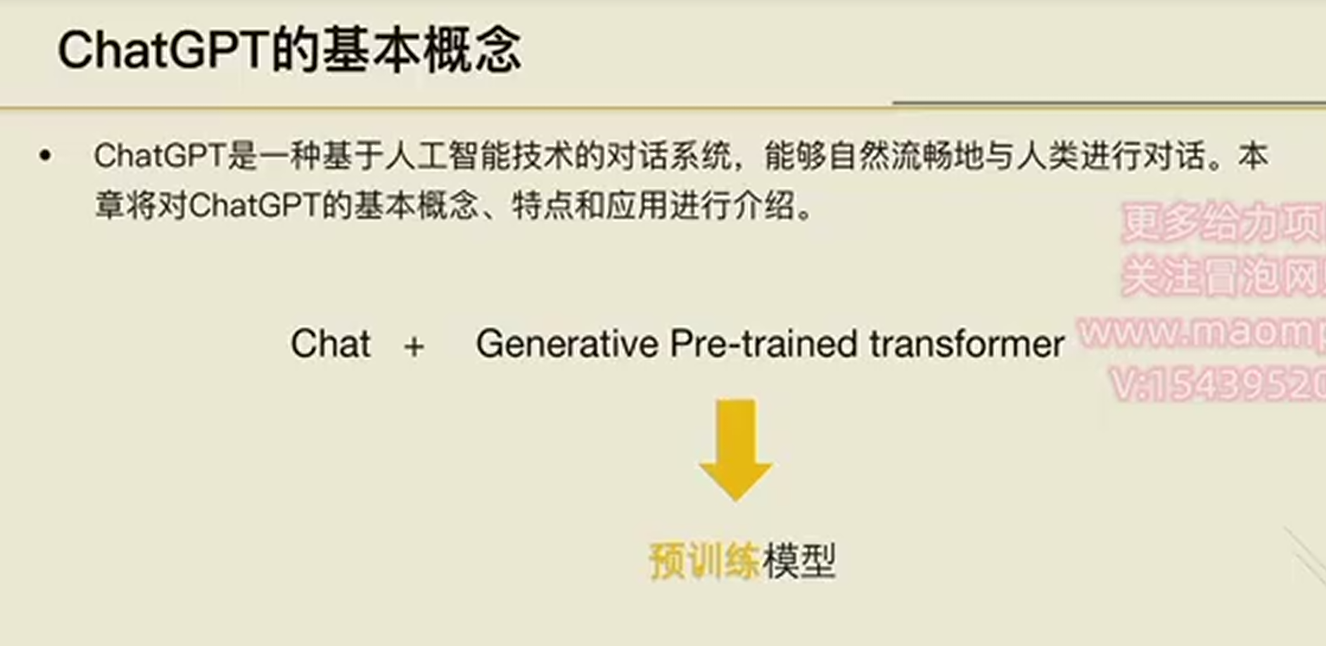 ChatGPT的基本概念
• ChatGPT是一种基于人工智能技术的对话系统，能够自然流畅地与人类进行对话。本
章将对ChatGPT的基本概念、特点和应用进行介绍。
更多给力项
关注冒泡网
www.maomp
V:15439520
Chat + Generative Pre-trained transformer
预训练模型